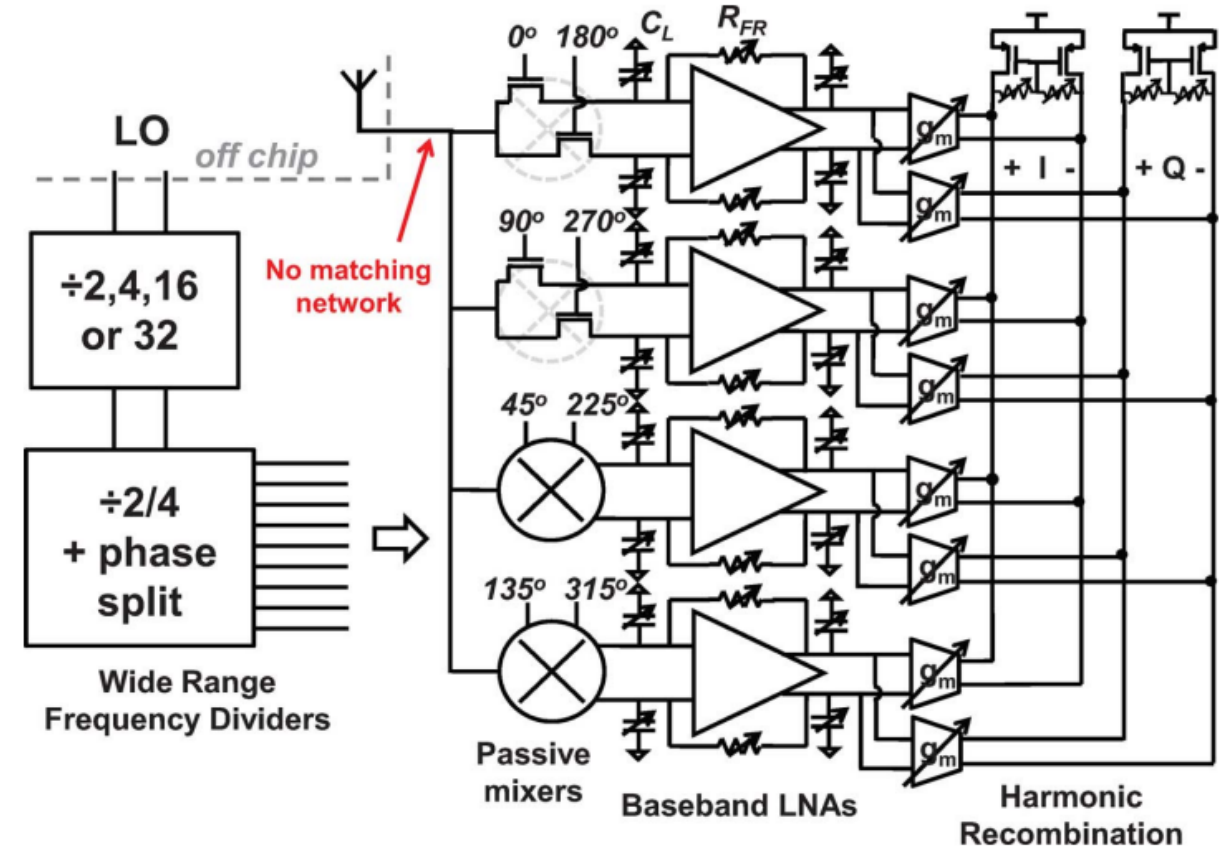 LO
off chip
÷2,4,16
or 32
÷2/4
+ phase
split
Wide Range
Frequency Dividers
No matching
network
0° 180°
C_L
R_FR
90° 270°
45° 225°
135° 315°
Passive
mixers
Baseband LNAs
g_m
g_m
g_m
g_m
g_m
g_m
g_m
g_m
+ I -
+ Q -
Harmonic
Recombination